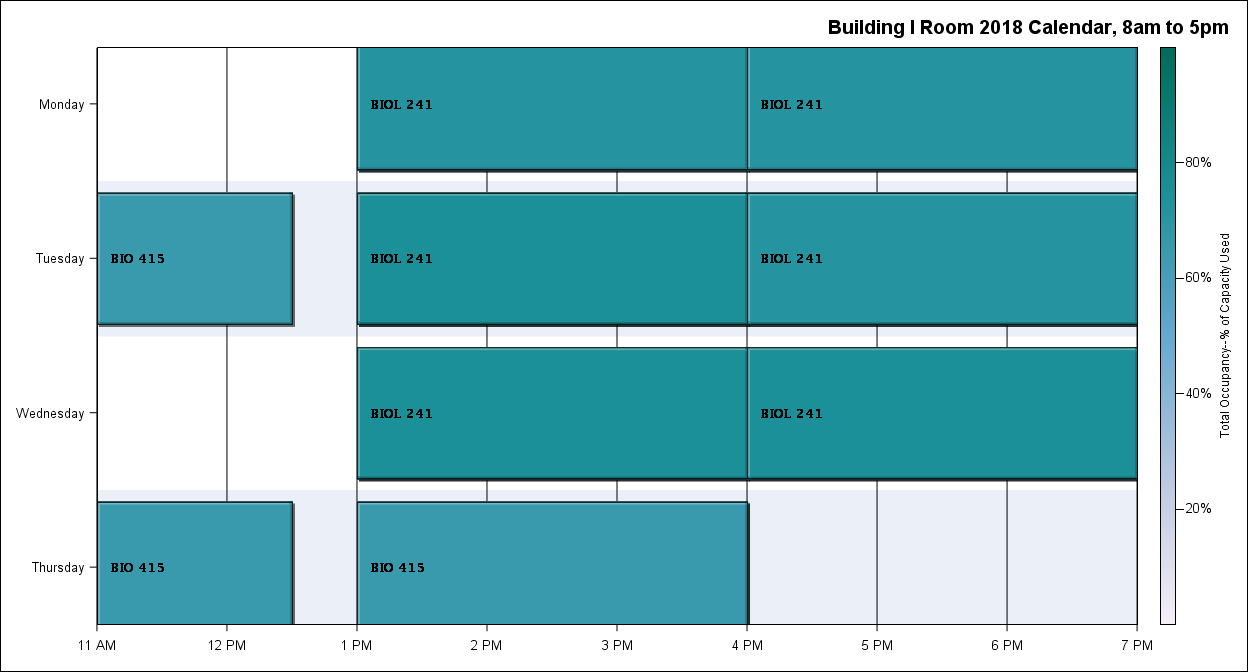 Building I Room 2018 Calendar, 8am to 5pm
Monday
BIOL 241
BIOL 241
Tuesday
BIO 415
BIOL 241
BIOL 241
Wednesday
BIOL 241
BIOL 241
Thursday
BIO 415
BIO 415
11 AM 12 PM 1 PM 2 PM 3 PM 4 PM 5 PM 6 PM 7 PM
80%
60%
40%
20%
Total Occupancy--% of Capacity Used